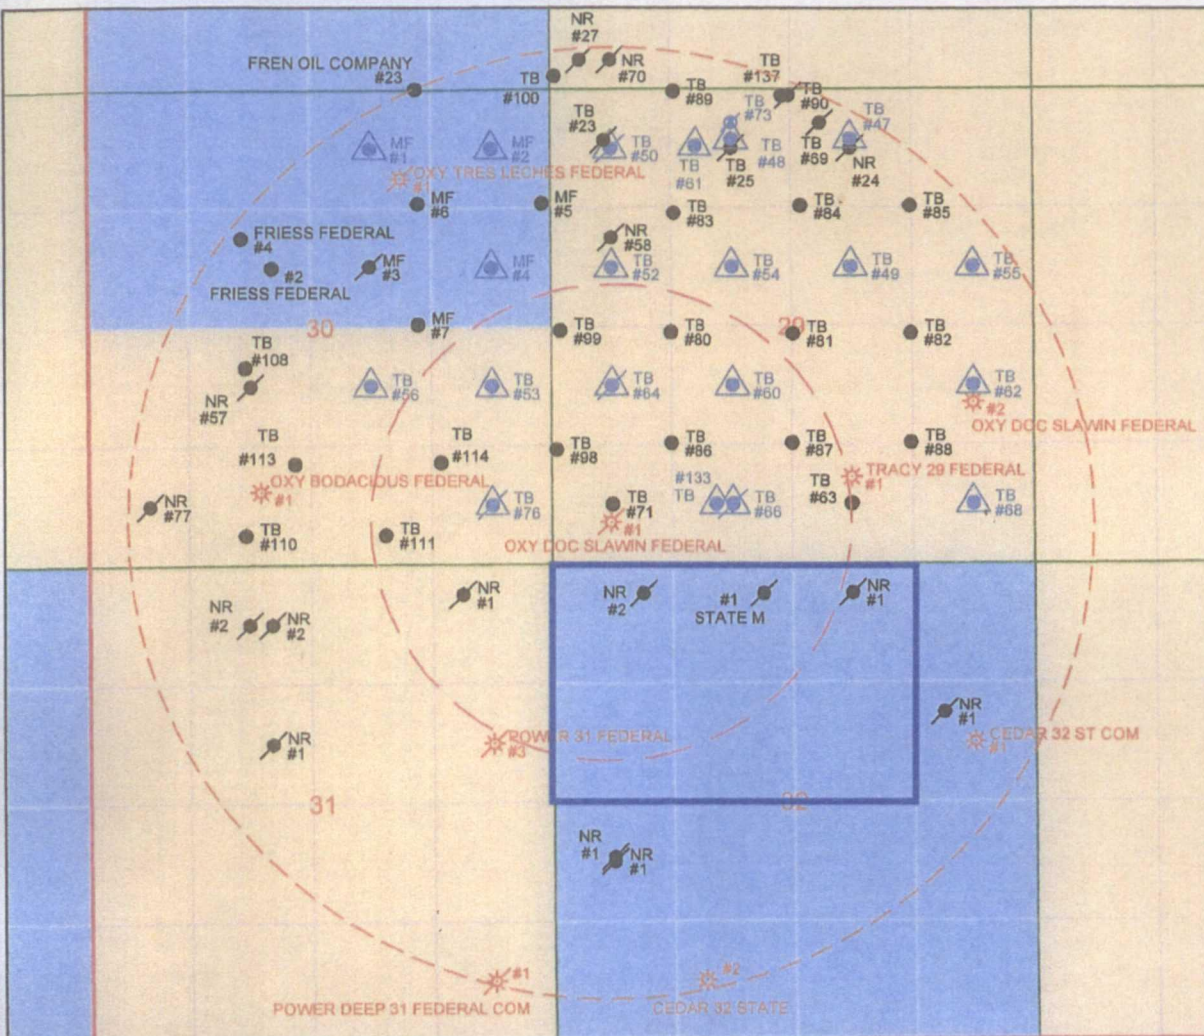 NR
#27
FREN OIL COMPANY
#23
TB
#100
NR
#70
TB
#137
TB
#89
TB
#90
TB
#73
TB
#47
TB
#23
TB
#50
MF
#1
MF
#2
TB
#61
TB
#25
TB
#48
TB
#69
NR
#24
OXY TRES LECHES FEDERAL
#1
MF
#6
MF
#5
TB
#83
TB
#84
TB
#85
FRIESS FEDERAL
#4
NR
#58
#2
FRIESS FEDERAL
MF
#3
MF
#4
TB
#52
TB
#54
TB
#49
TB
#55
30
MF
#7
TB
#99
TB
#80
29
TB
#81
TB
#82
TB
#108
NR
#57
TB
#56
TB
#53
TB
#64
TB
#60
TB
#62
#2
OXY DOC SLAWIN FEDERAL
TB
#113
TB
#114
TB
#98
TB
#86
TB
#87
TB
#88
OXY BODACIOUS FEDERAL
#1
TRACY 29 FEDERAL
#1
NR
#77
TB
#76
TB
#71
#133
TB
TB
#66
TB
#63
TB
#68
TB
#110
TB
#111
#1
OXY DOC SLAWIN FEDERAL
NR
#1
NR
#2
#1
STATE M
NR
#1
NR
#2
NR
#2
NR
#1
NR
#1
POWER 31 FEDERAL
#3
CEDAR 32 ST COM
#1
31
32
NR
#1
NR
#1
#1
POWER DEEP 31 FEDERAL COM
#2
CEDAR 32 STATE